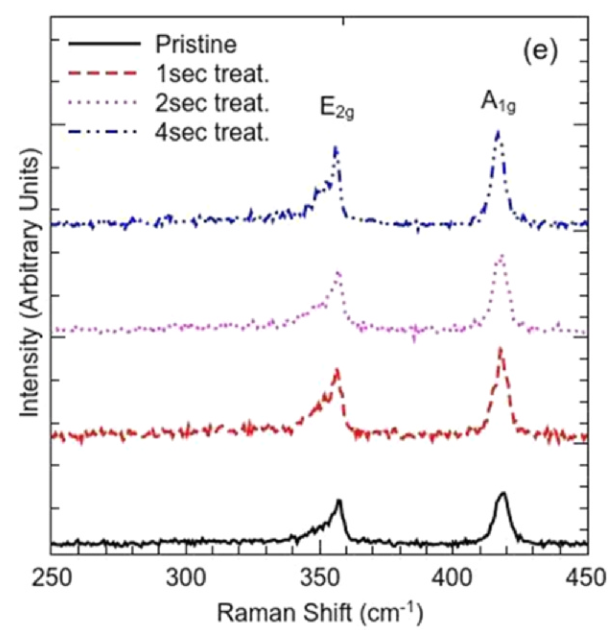 (e)
Pristine
1sec treat.
2sec treat.
4sec treat.
E2g
A1g
Intensity (Arbitrary Units)
250 300 350 400 450
Raman Shift (cm-1)